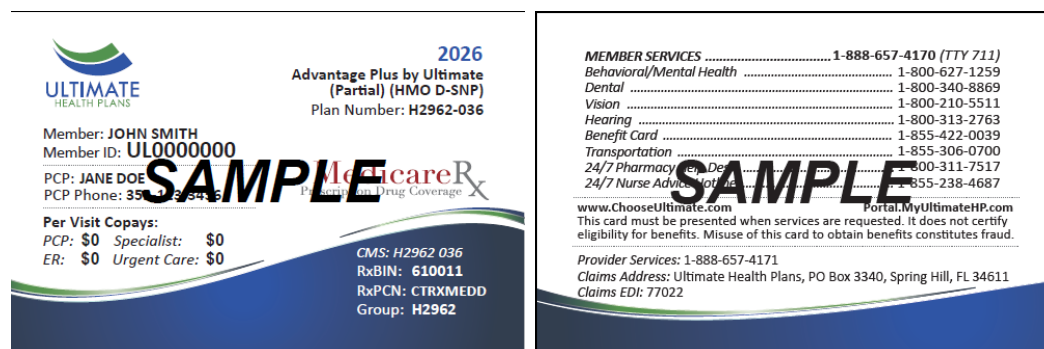 ULTIMATE
HEALTH PLANS
2026
Advantage Plus by Ultimate
(Partial) (HMO D-SNP)
Plan Number: H2962-036
Member: JOHN SMITH
Member ID: UL0000000
SAMPLE
PCP: JANE DOE
PCP Phone:
MedicareRx
Prescription Drug Coverage
Per Visit Copays:
PCP: $0 Specialist: $0
ER: $0 Urgent Care: $0
CMS: H2962 036
RxBIN: 610011
RxPCN: CTRXMEDD
Group: H2962
MEMBER SERVICES ..............................1-888-657-4170 (TTY 711)
Behavioral/Mental Health .................................... 1-800-627-1259
Dental ................................................................ 1-800-340-8869
Vision ................................................................. 1-800-210-5511
Hearing ............................................................... 1-800-313-2763
Benefit Card ....................................................... 1-855-422-0039
Transportation ..................................................... 1-855-306-0700
24/7 Pharmacy Help Desk 1-800-311-7517
24/7 Nurse Advice Hotline 1-855-238-4687
SAMPLE
www.ChooseUltimate.com Portal.MyUltimateHP.com
This card must be presented when services are requested. It does not certify
eligibility for benefits. Misuse of this card to obtain benefits constitutes fraud.
Provider Services: 1-888-657-4171
Claims Address: Ultimate Health Plans, PO Box 3340, Spring Hill, FL 34611
Claims EDI: 77022